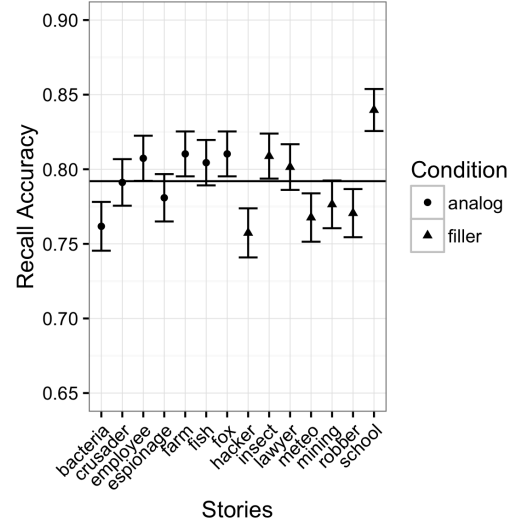 0.90
0.85
0.80
0.75
0.70
0.65
Recall Accuracy
bacteria
crusader
employee
espionage
farm
fish
fox
hacker
insect
lawyer
meteo
mining
robber
school
Stories
Condition
analog
filler